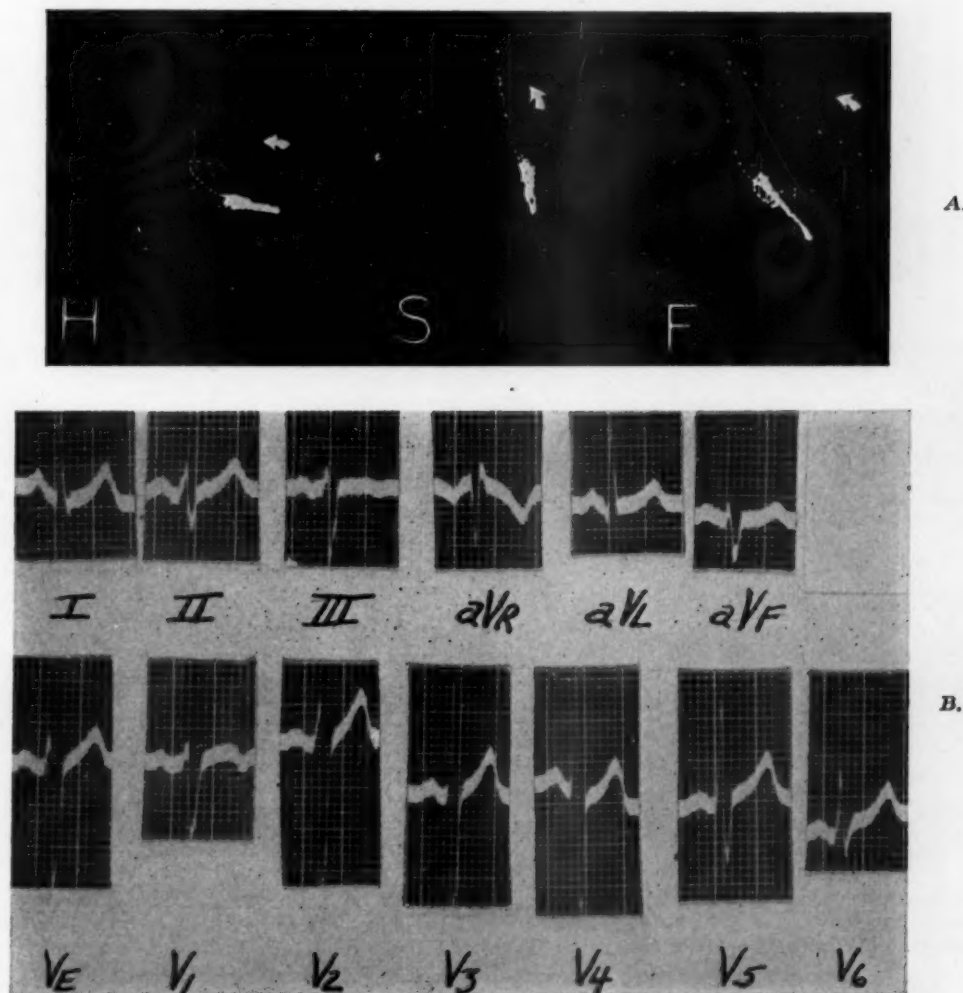 H S F
A.
I II III aVR aVL aVF
B.
VE V1 V2 V3 V4 V5 V6